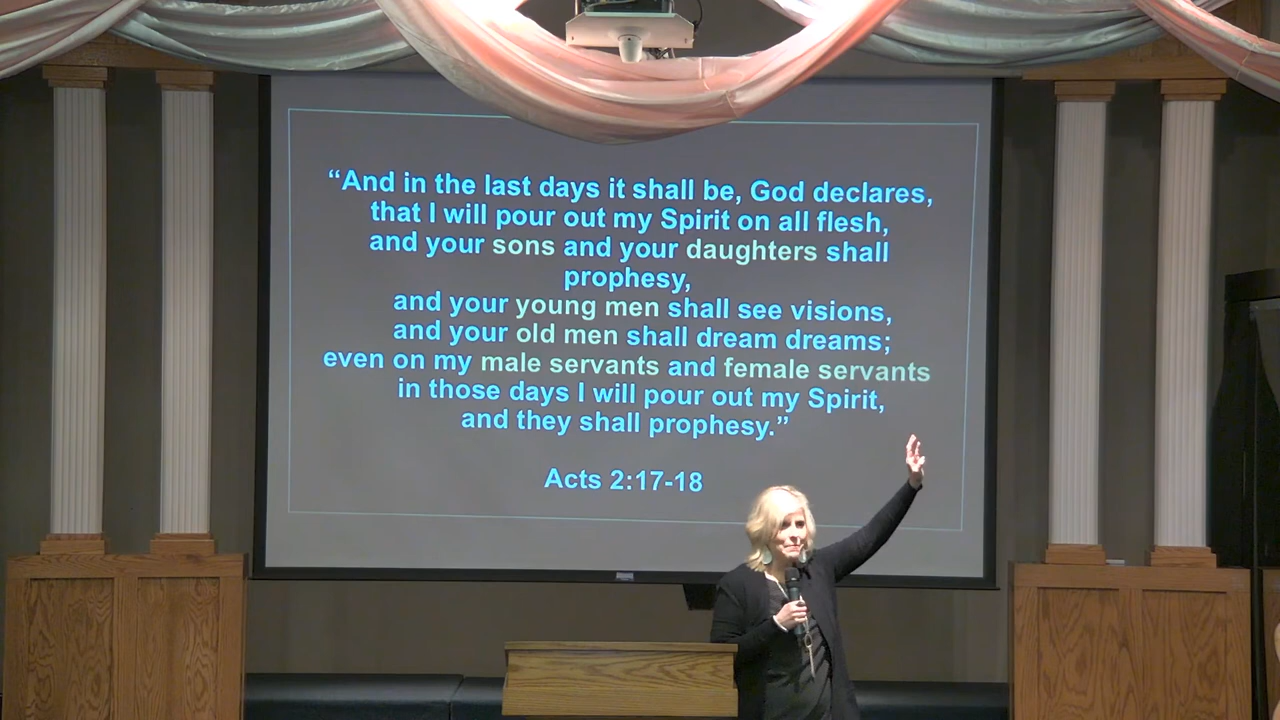 “And in the last days it shall be, God declares,
that I will pour out my Spirit on all flesh,
and your sons and your daughters shall
prophesy,
and your young men shall see visions,
and your old men shall dream dreams;
even on my male servants and female servants
in those days I will pour out my Spirit,
and they shall prophesy.”
Acts 2:17-18